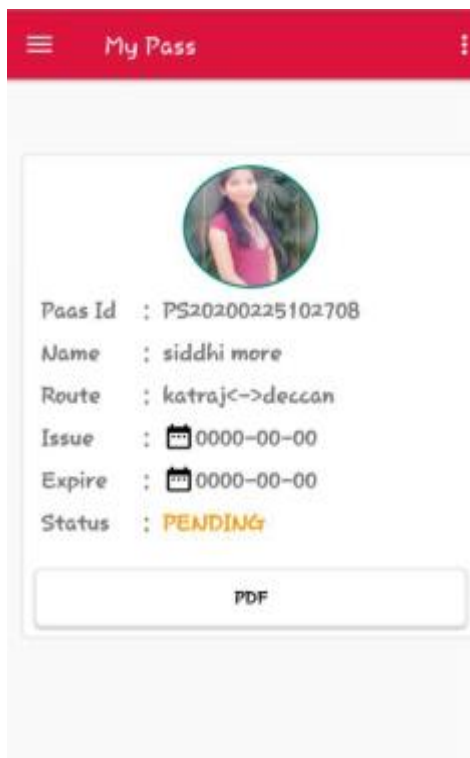 My Pass
Paas Id : PS20200225102708
Name : siddhi more
Route : katraj<->deccan
Issue : 0000-00-00
Expire : 0000-00-00
Status : PENDING
PDF